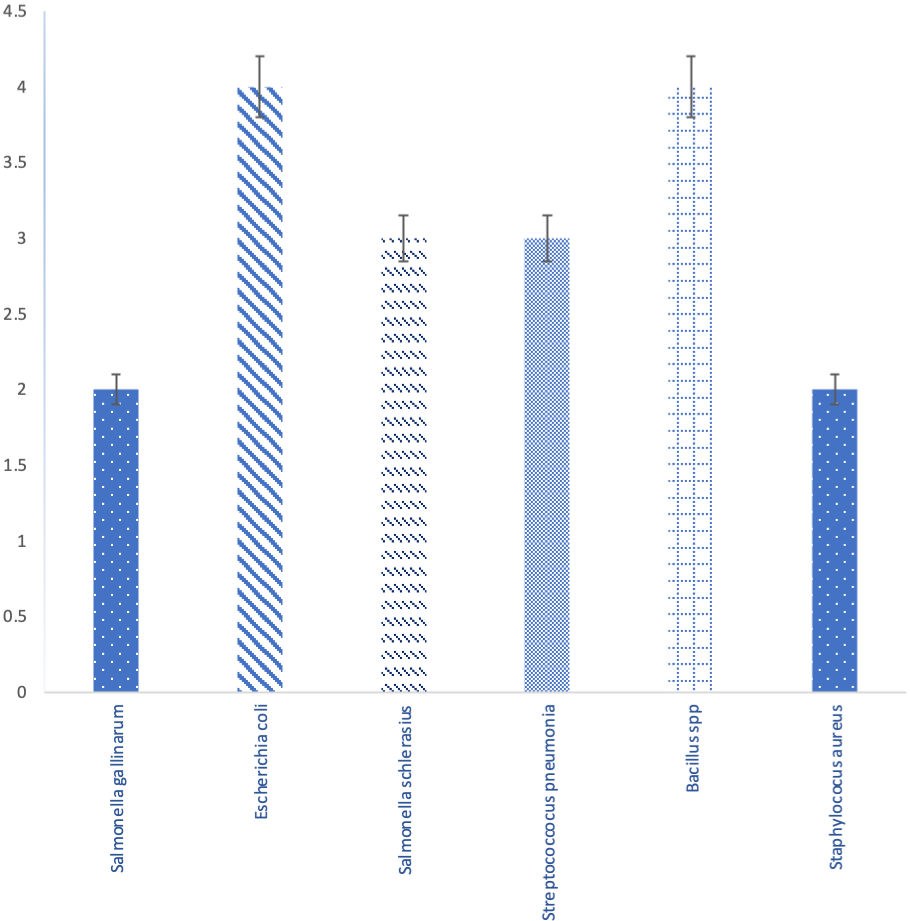 4.5
4
3.5
3
2.5
2
1.5
1
0.5
0
Salmonella gallinarum
Escherichia coli
Salmonella schlerasius
Streptococcocus pneumonia
Bacillus spp
Staphylococus aureus